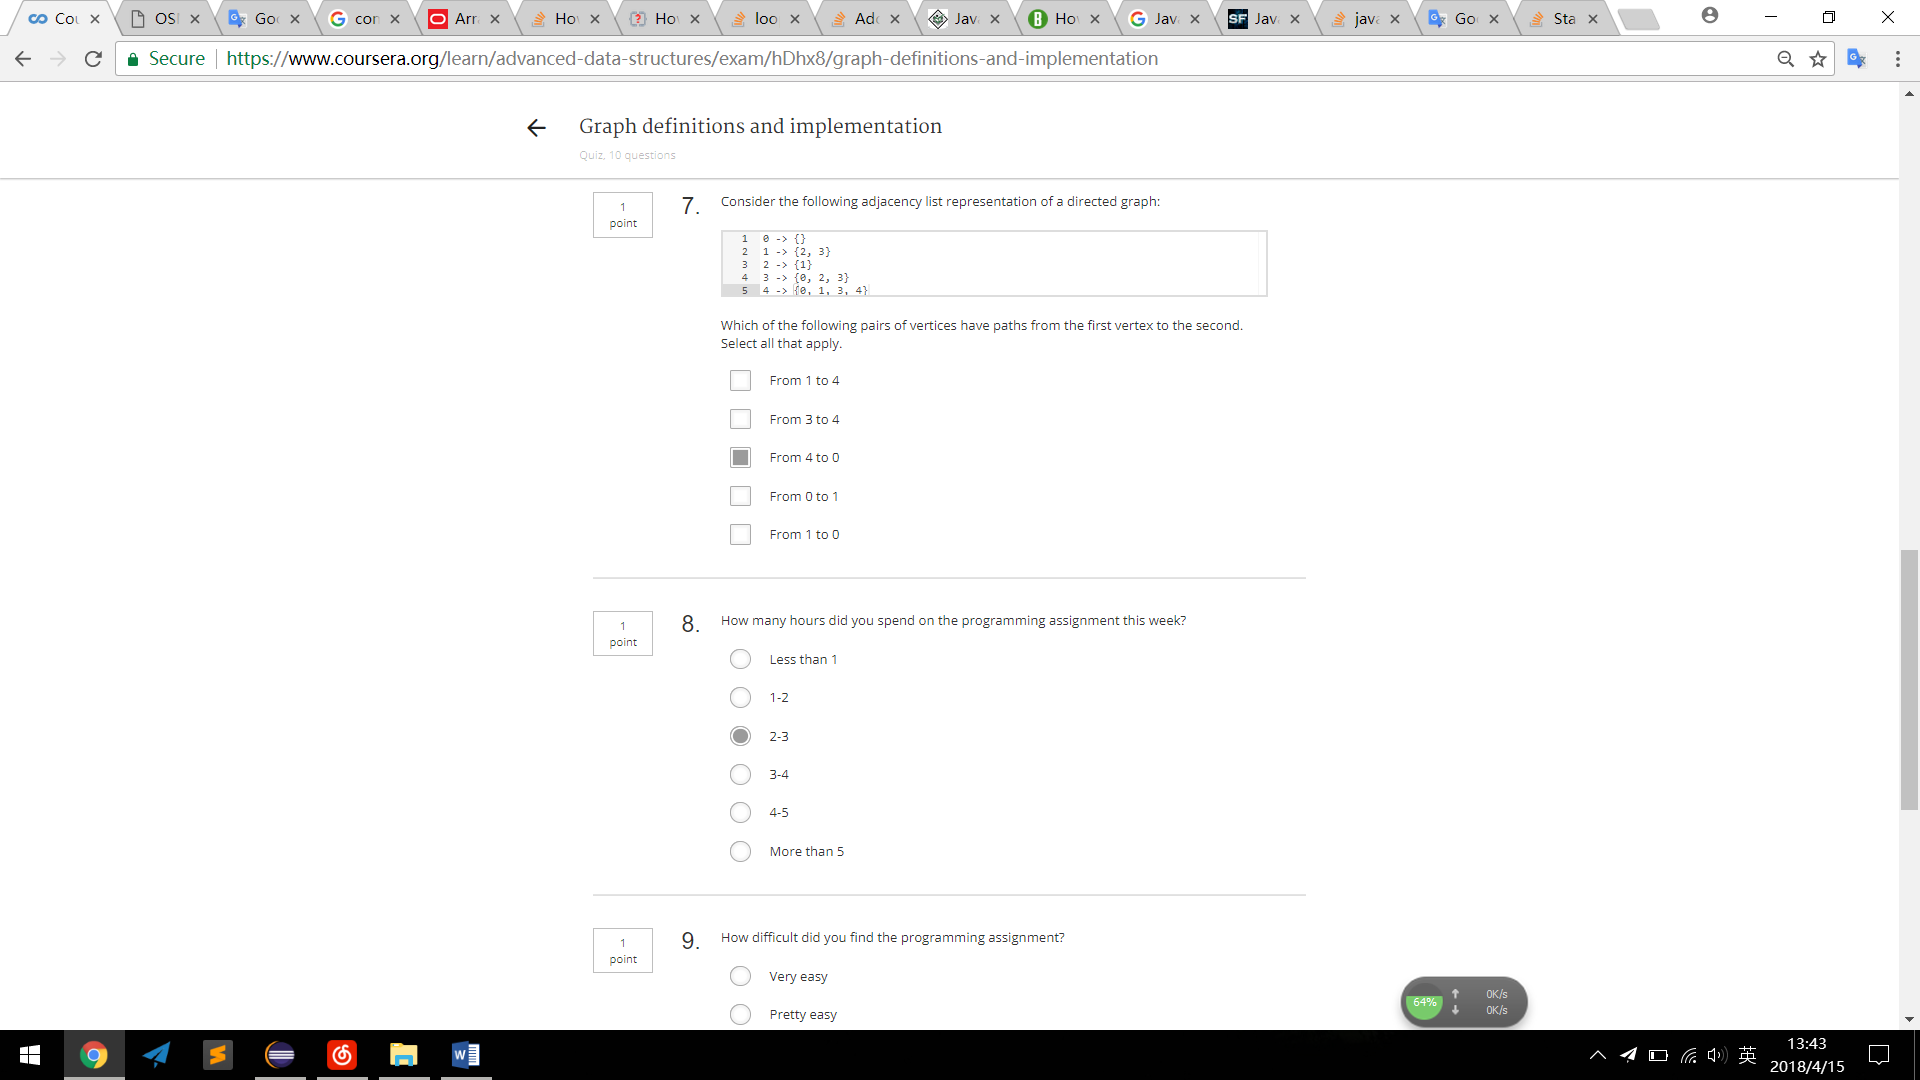 Cou
OSI
Goo
con
Arr
Ho
Ho
loo
Ad
Jav
Ho
Jav
SF Jav
java
Go
Sta
Secure https://www.coursera.org/learn/advanced-data-structures/exam/hDhx8/graph-definitions-and-implementation
Graph definitions and implementation
Quiz, 10 questions
1 point
7. Consider the following adjacency list representation of a directed graph:
1 0 -> {}
2 1 -> {2, 3}
3 2 -> {1}
4 3 -> {0, 2, 3}
5 4 -> {0, 1, 3, 4}
Which of the following pairs of vertices have paths from the first vertex to the second.
Select all that apply.
From 1 to 4
From 3 to 4
From 4 to 0
From 0 to 1
From 1 to 0
1 point
8. How many hours did you spend on the programming assignment this week?
Less than 1
1-2
2-3
3-4
4-5
More than 5
1 point
9. How difficult did you find the programming assignment?
Very easy
Pretty easy
64%
0K/s
0K/s
英
13:43
2018/4/15